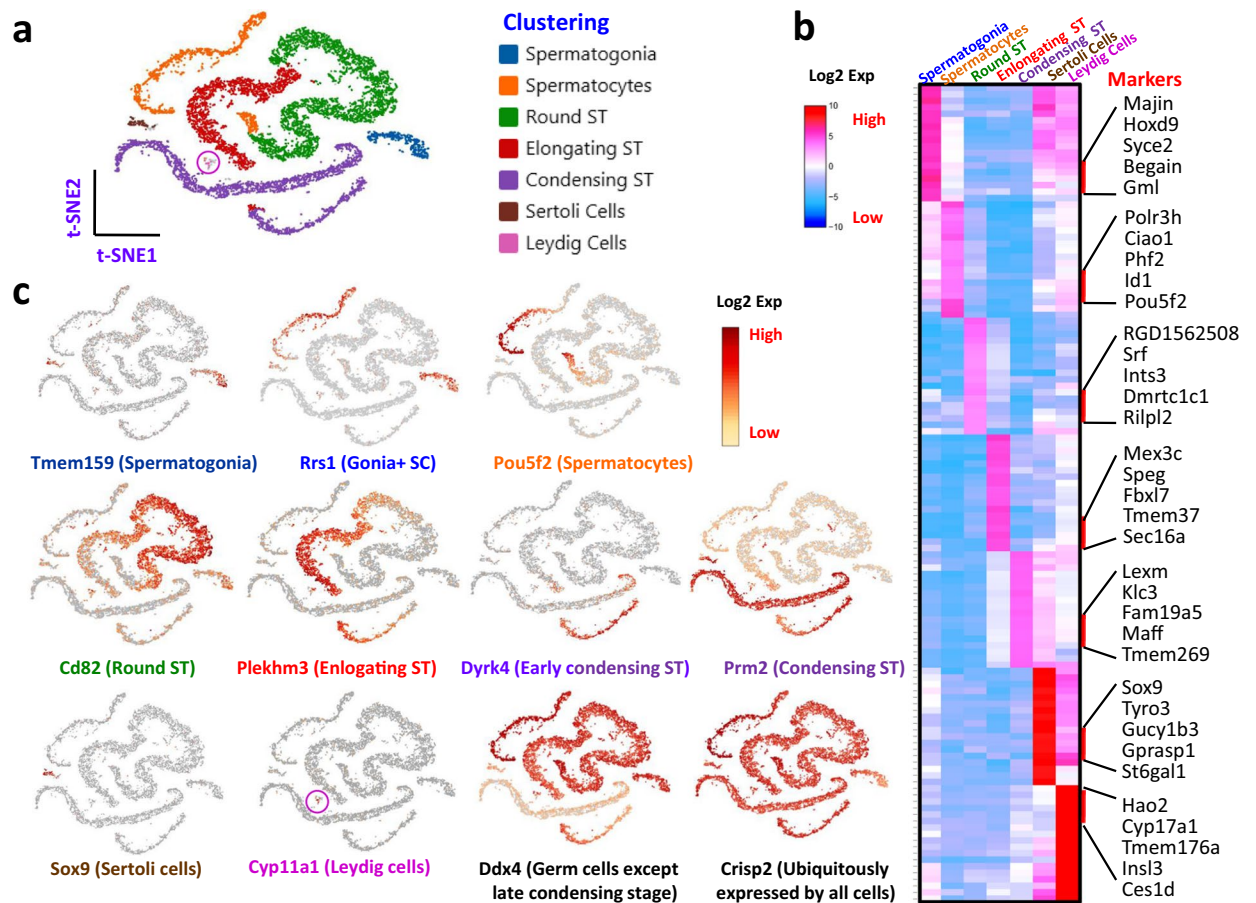 a
Clustering
Spermatogonia
Spermatocytes
Round ST
Elongating ST
Condensing ST
Sertoli Cells
Leydig Cells
t-SNE2
t-SNE1
b
Log2 Exp
10
5
0
−5
−10
High
Low
Spermatogonia
Spermatocytes
Round ST
Enlongating ST
Condensing ST
Sertoli Cells
Leydig Cells
Markers
Majin
Hoxd9
Syce2
Begain
Gml
Polr3h
Ciao1
Phf2
Id1
Pou5f2
RGD1562508
Srf
Ints3
Dmrtc1c1
Rilpl2
Mex3c
Speg
Fbxl7
Tmem37
Sec16a
Lexm
Klc3
Fam19a5
Maff
Tmem269
Sox9
Tyro3
Gucy1b3
Gprasp1
St6gal1
Hao2
Cyp17a1
Tmem176a
Insl3
Ces1d
c
Log2 Exp
High
Low
Tmem159 (Spermatogonia)
Rrs1 (Gonia+ SC)
Pou5f2 (Spermatocytes)
Cd82 (Round ST)
Plekhm3 (Enlogating ST)
Dyrk4 (Early condensing ST)
Prm2 (Condensing ST)
Sox9 (Sertoli cells)
Cyp11a1 (Leydig cells)
Ddx4 (Germ cells except
late condensing stage)
Crisp2 (Ubiquitously
expressed by all cells)